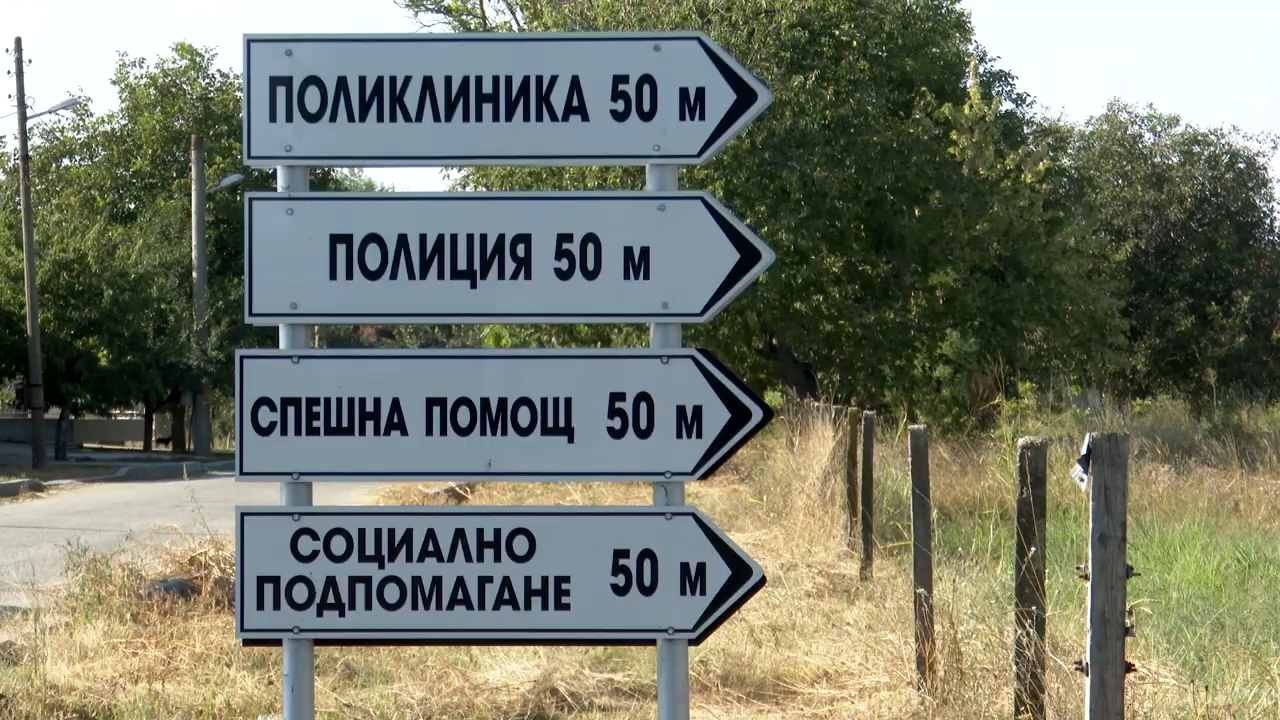 ПОЛИКЛИНИКА 50 м
ПОЛИЦИЯ 50 м
СПЕШНА ПОМОЩ 50 м
СОЦИАЛНО
ПОДПОМАГАНЕ 50 м